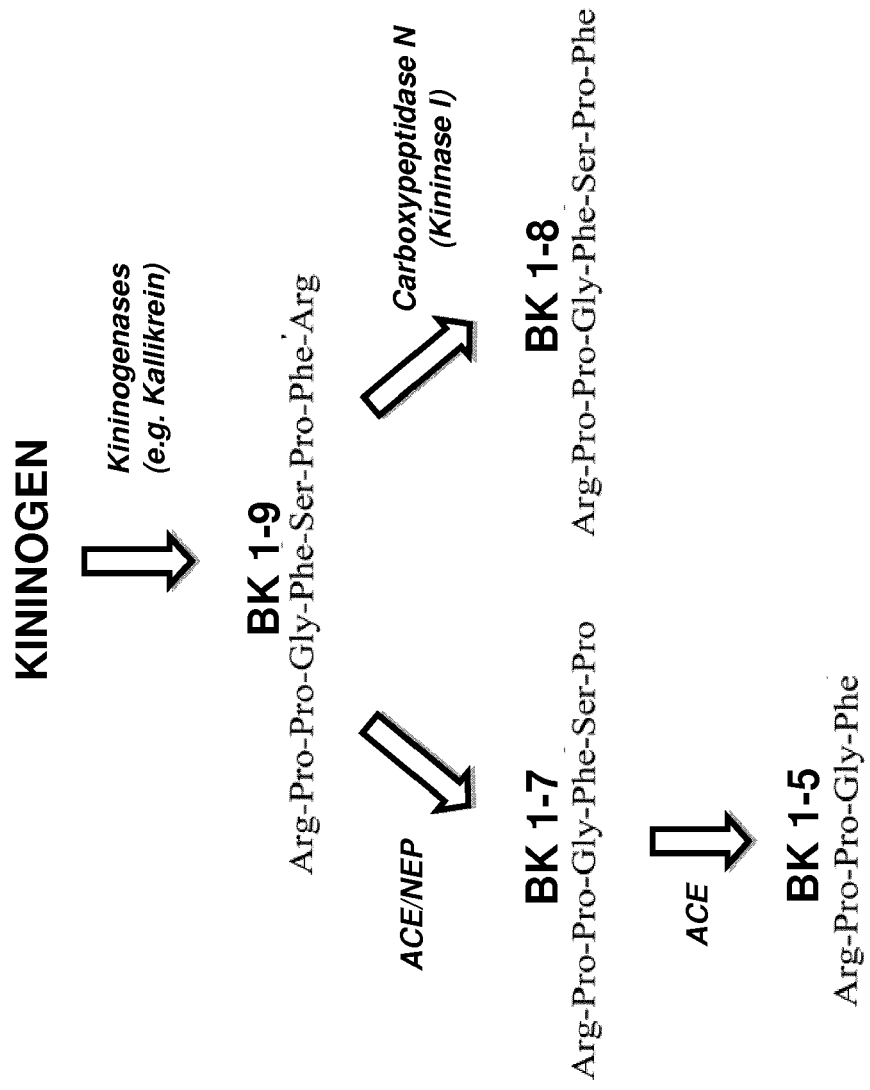 KININOGEN
Kininogenases
(e.g. Kallikrein)
BK 1-9
Arg-Pro-Pro-Gly-Phe-Ser-Pro-Phe-Arg
ACE/NEP
Carboxypeptidase N
(Kininase I)
BK 1-7
Arg-Pro-Pro-Gly-Phe-Ser-Pro
BK 1-8
Arg-Pro-Pro-Gly-Phe-Ser-Pro-Phe
ACE
BK 1-5
Arg-Pro-Pro-Gly-Phe